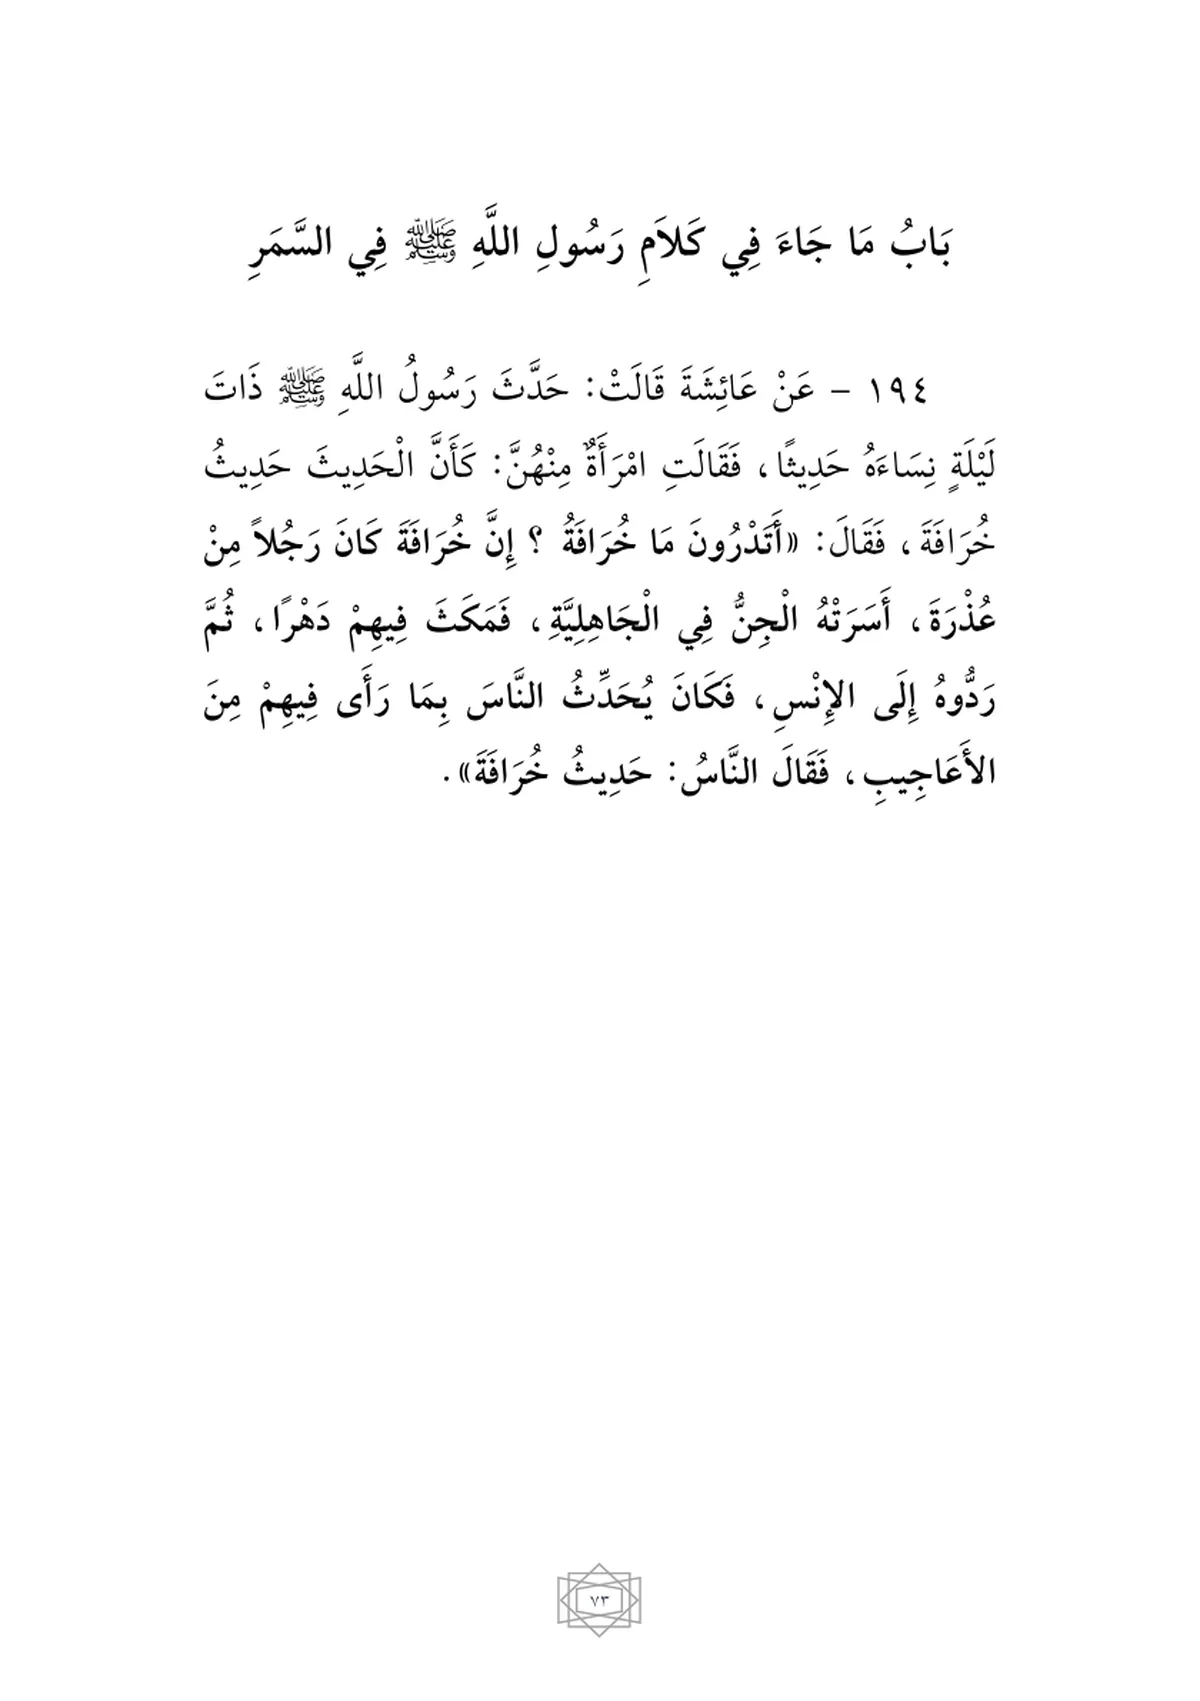 بَابُ مَا جَاءَ فِي كَلاَمِ رَسُولِ اللَّهِ ﷺ فِي السَّمَرِ
١٩٤ – عَنْ عَائِشَةَ قَالَتْ: حَدَّثَ رَسُولُ اللَّهِ ﷺ ذَاتَ
لَيْلَةٍ نِسَاءَهُ حَدِيثًا، فَقَالَتِ امْرَأَةٌ مِنْهُنَّ: كَأَنَّ الْحَدِيثَ حَدِيثُ
خُرَافَةَ، فَقَالَ: «أَتَدْرُونَ مَا خُرَافَةُ ؟ إِنَّ خُرَافَةَ كَانَ رَجُلاً مِنْ
عُذْرَةَ، أَسَرَتْهُ الْجِنُّ فِي الْجَاهِلِيَّةِ، فَمَكَثَ فِيهِمْ دَهْرًا، ثُمَّ
رَدُّوهُ إِلَى الإِنْسِ، فَكَانَ يُحَدِّثُ النَّاسَ بِمَا رَأَى فِيهِمْ مِنَ
الأَعَاجِيبِ، فَقَالَ النَّاسُ: حَدِيثُ خُرَافَةَ».
٧٣